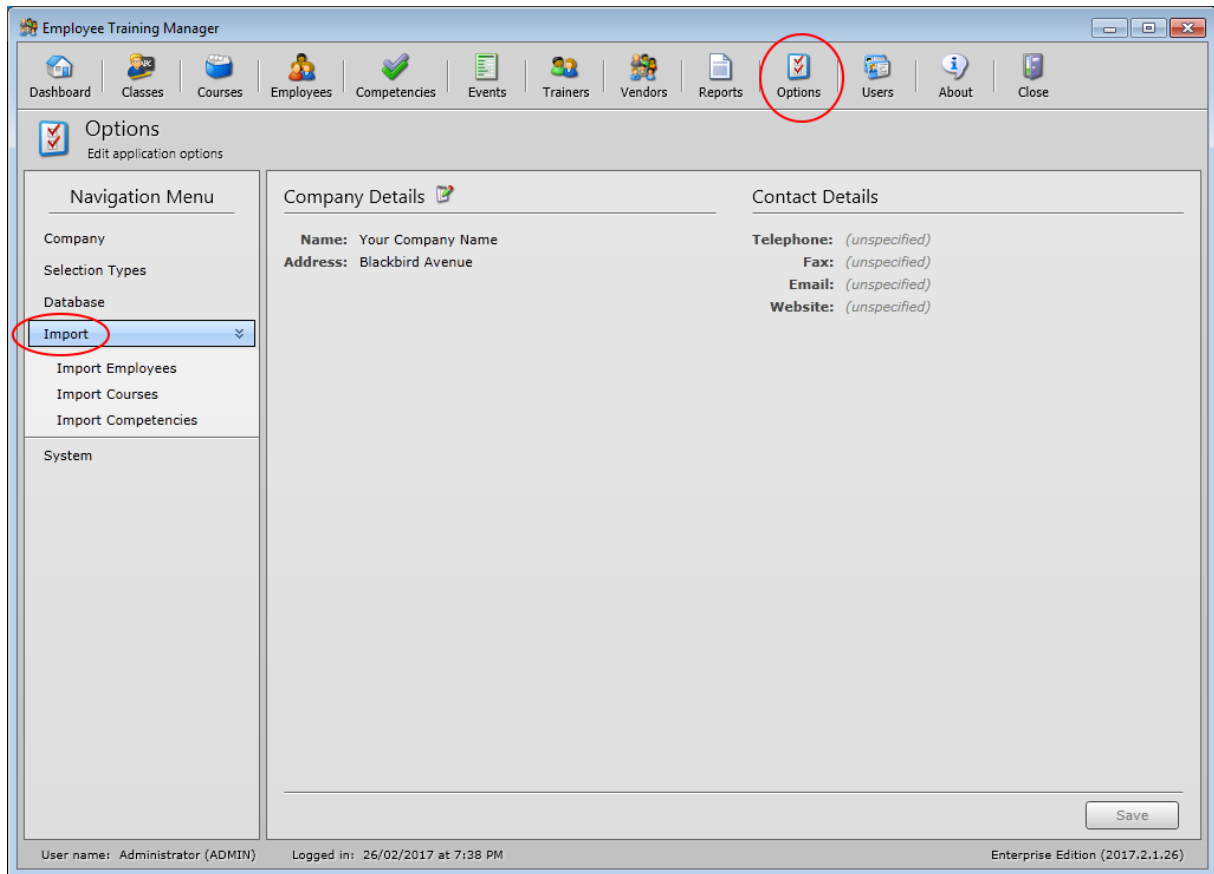 Employee Training Manager
Dashboard Classes Courses Employees Competencies Events Trainers Vendors Reports Options Users About Close
Options
Edit application options
Navigation Menu
Company
Selection Types
Database
Import
Import Employees
Import Courses
Import Competencies
System
Company Details
Name: Your Company Name
Address: Blackbird Avenue
Contact Details
Telephone: (unspecified)
Fax: (unspecified)
Email: (unspecified)
Website: (unspecified)
Save
User name: Administrator (ADMIN) Logged in: 26/02/2017 at 7:38 PM Enterprise Edition (2017.2.1.26)